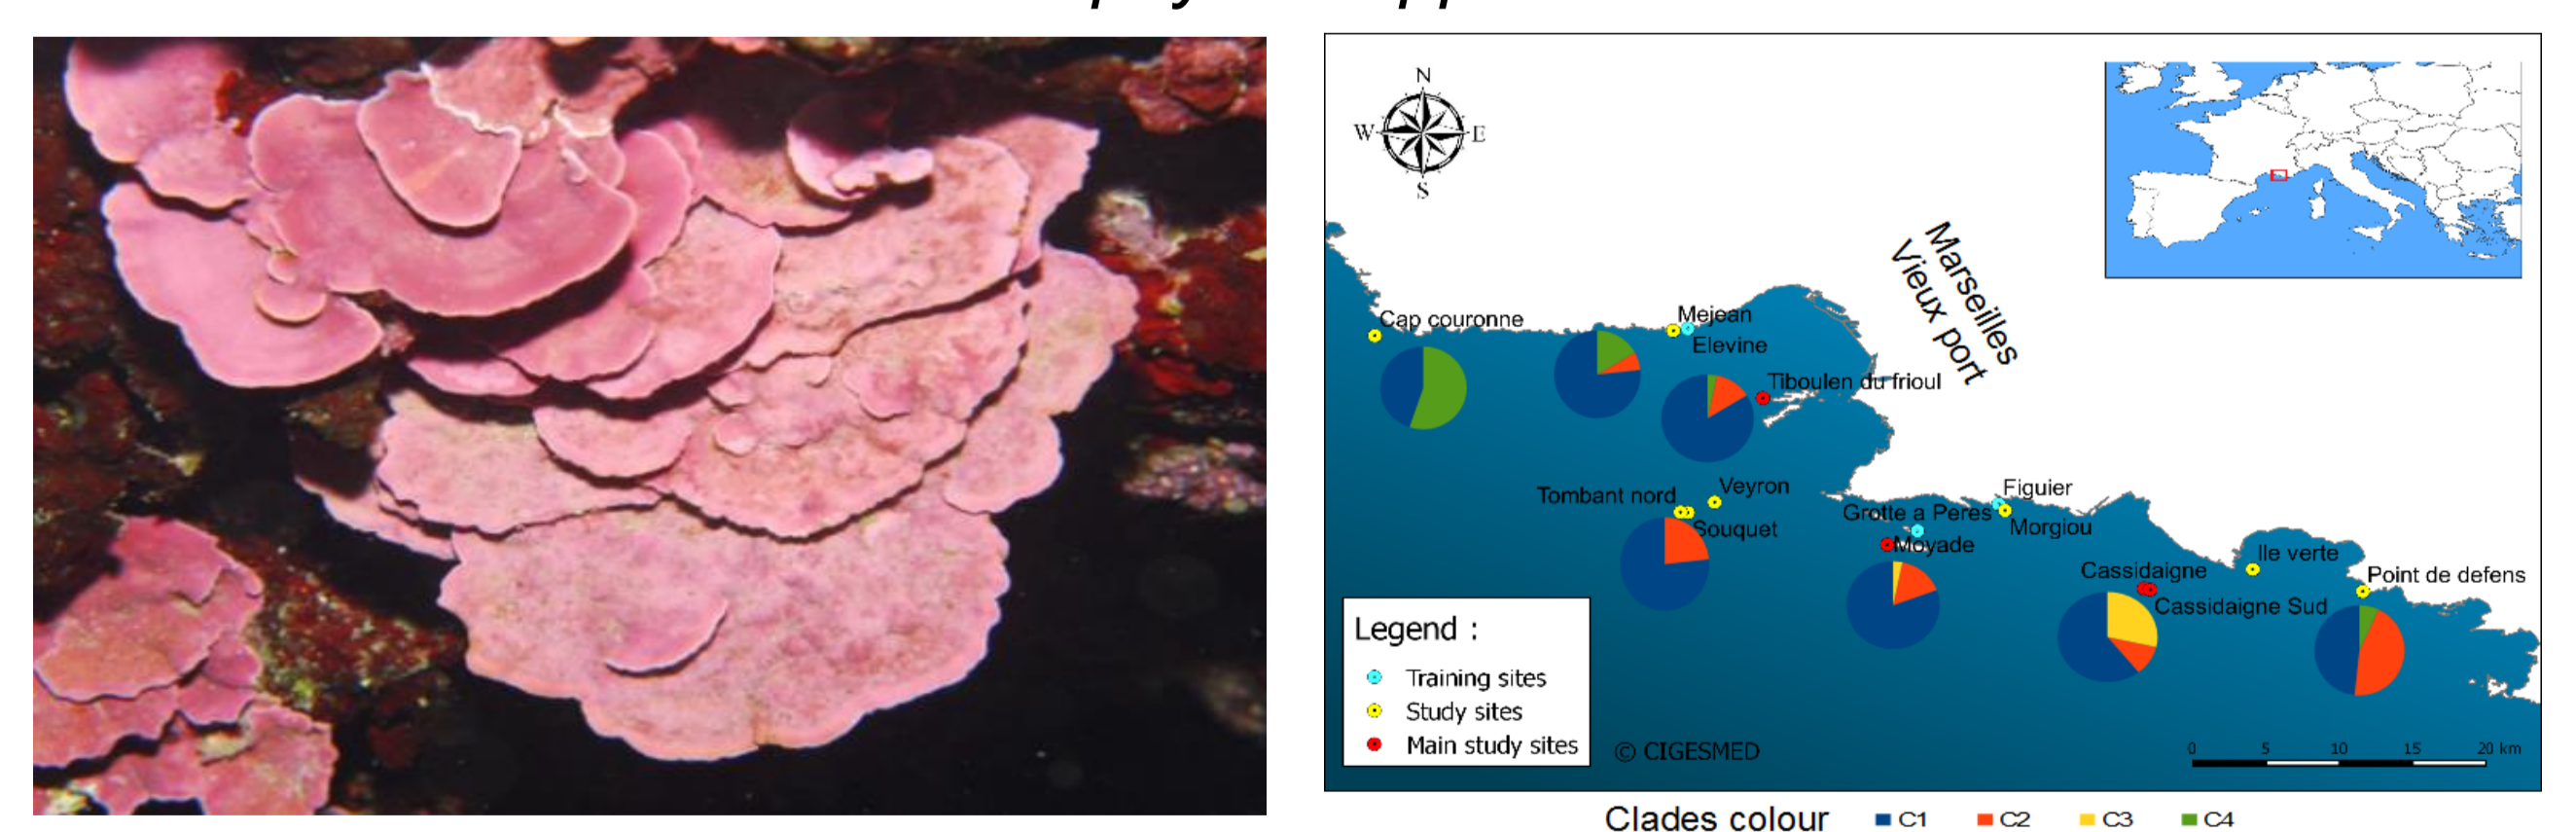 N
W
E
S
Marseilles
Vieux port
Cap couronne
Mejean
Elevine
Tiboulen du frioul
Tombant nord
Veyron
Souquet
Figuier
Grotte a Peres
Morgiou
Moyade
Ile verte
Cassidaigne
Point de defens
Cassidaigne Sud
Legend :
Training sites
Study sites
Main study sites
© CIGESMED
0 5 10 15 20 km
Clades colour C1 C2 C3 C4